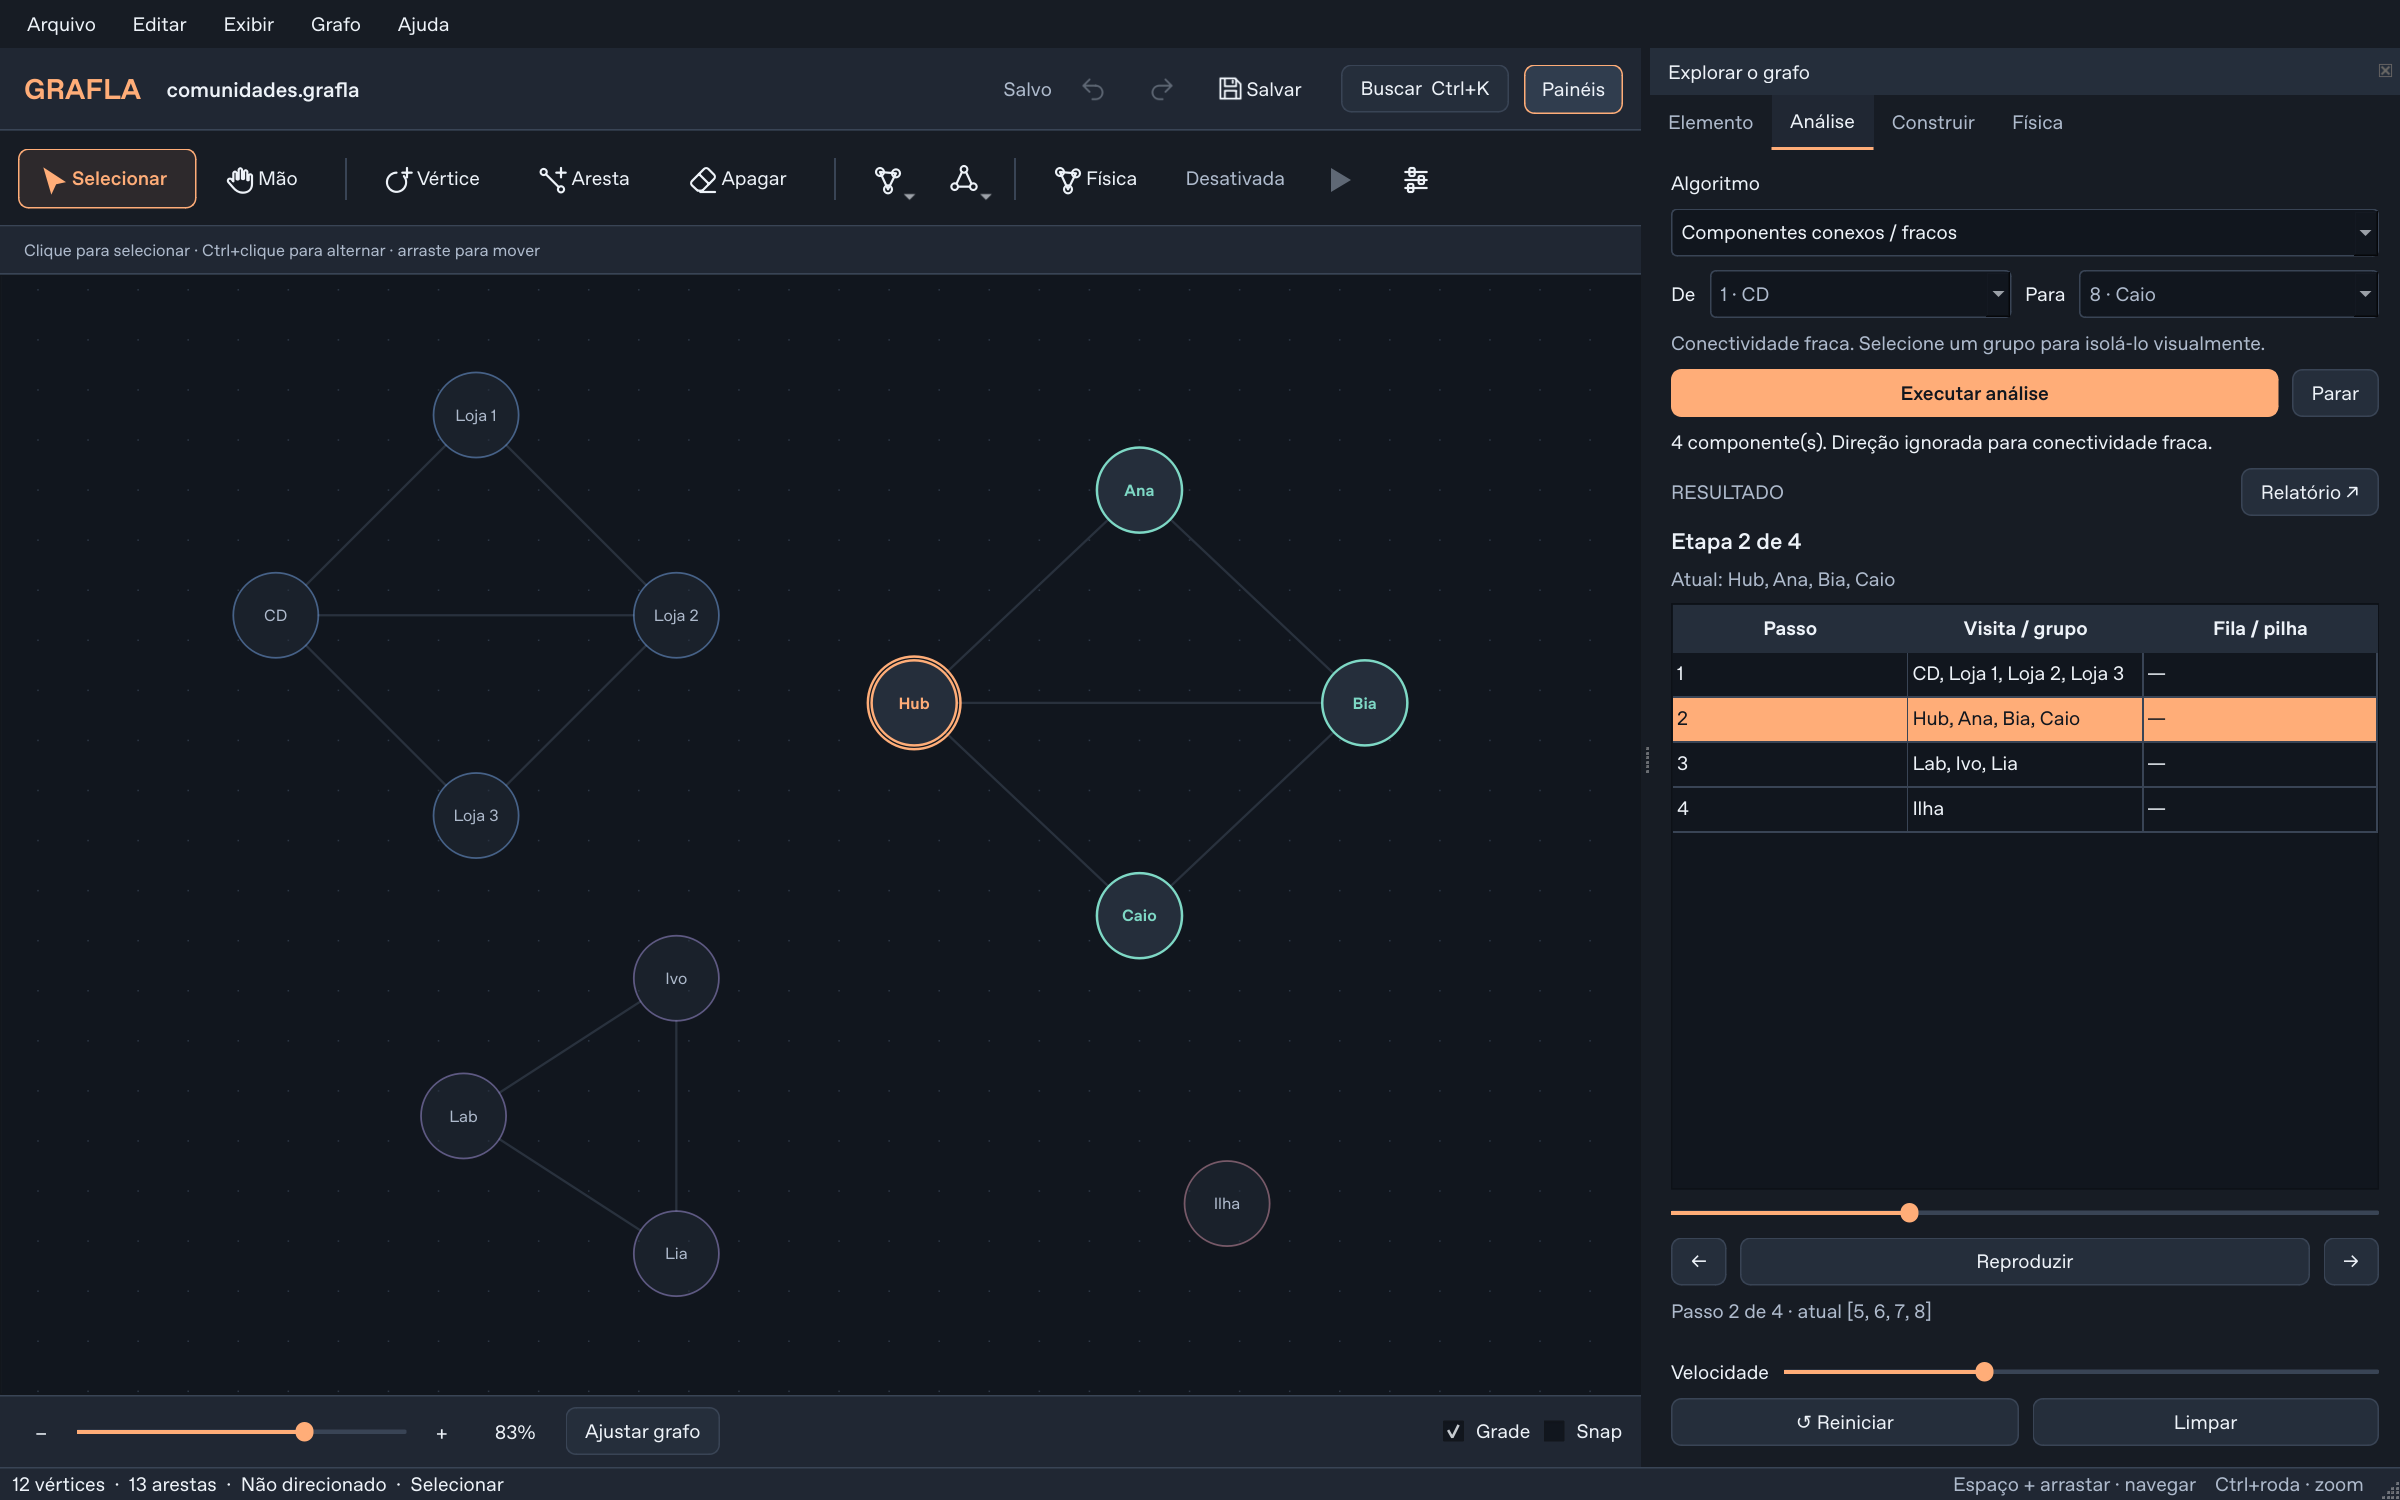 Arquivo Editar Exibir Grafo Ajuda
GRAFLA comunidades.grafla Salvo Salvar Buscar Ctrl+K Painéis
Selecionar Mão Vértice Aresta Apagar Física Desativada
Clique para selecionar · Ctrl+clique para alternar · arraste para mover
Loja 1
Ana
CD
Loja 2
Hub
Bia
Loja 3
Caio
Ivo
Lab
Ilha
Lia
− + 83% Ajustar grafo Grade Snap
12 vértices · 13 arestas · Não direcionado · Selecionar
Explorar o grafo
Elemento Análise Construir Física
Algoritmo
Componentes conexos / fracos
De 1 · CD Para 8 · Caio
Conectividade fraca. Selecione um grupo para isolá-lo visualmente.
Executar análise Parar
4 componente(s). Direção ignorada para conectividade fraca.
RESULTADO Relatório ↗
Etapa 2 de 4
Atual: Hub, Ana, Bia, Caio
Passo Visita / grupo Fila / pilha
1 CD, Loja 1, Loja 2, Loja 3 —
2 Hub, Ana, Bia, Caio —
3 Lab, Ivo, Lia —
4 Ilha —
← Reproduzir →
Passo 2 de 4 · atual [5, 6, 7, 8]
Velocidade
↺ Reiniciar Limpar
Espaço + arrastar · navegar Ctrl+roda · zoom